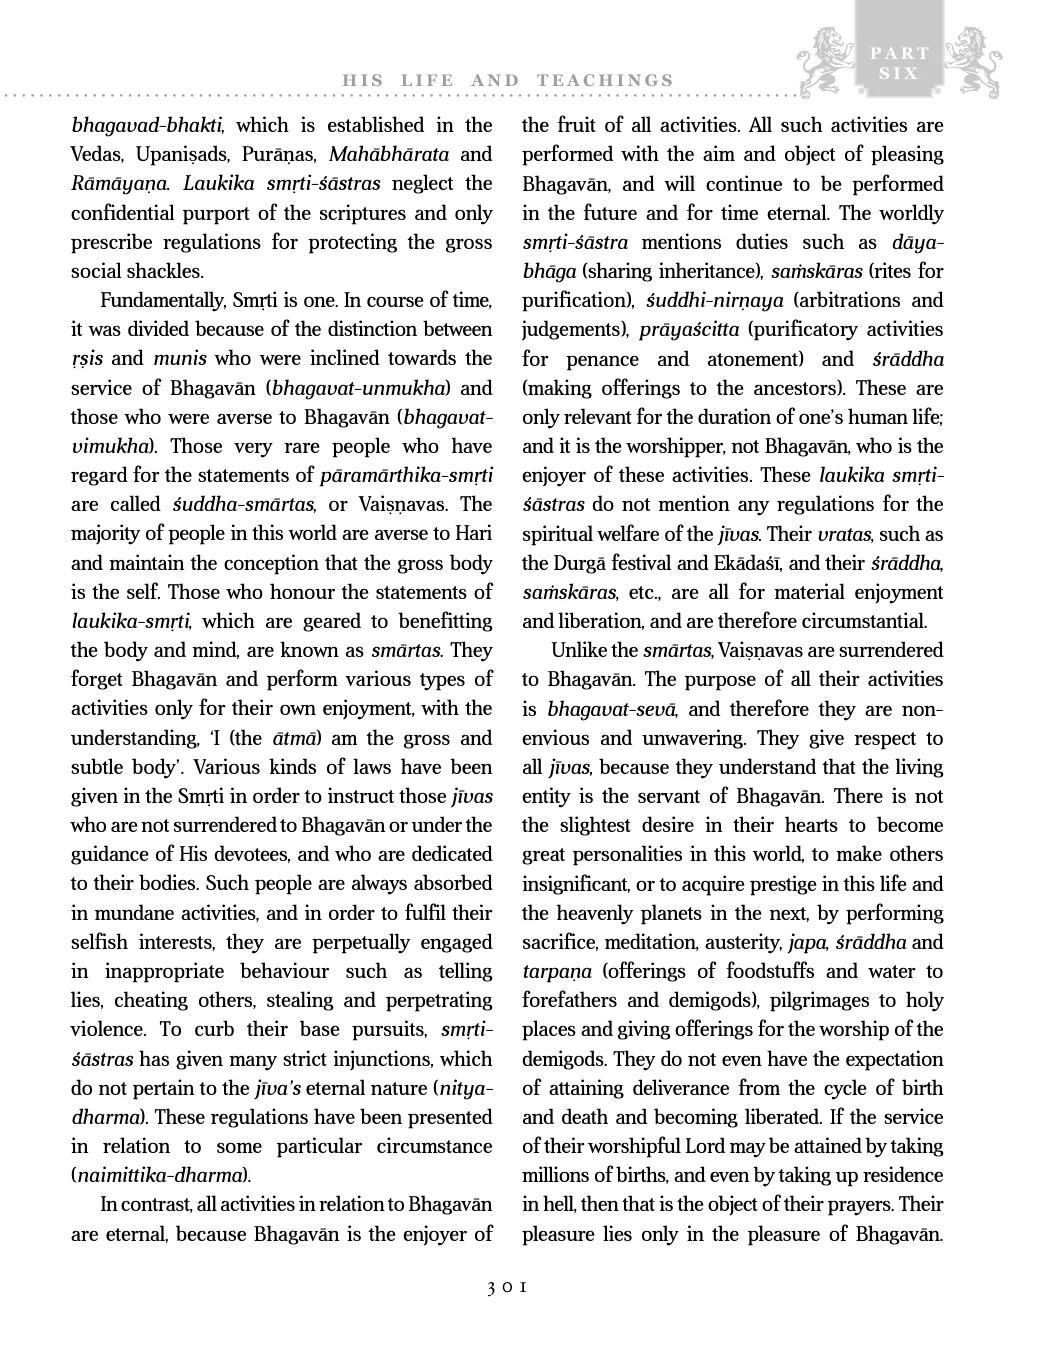 HIS LIFE AND TEACHINGS
PART
SIX
bhagavad-bhakti, which is established in the
Vedas, Upaniṣads, Purāṇas, Mahābhārata and
Rāmāyaṇa. Laukika smṛti-śāstras neglect the
confidential purport of the scriptures and only
prescribe regulations for protecting the gross
social shackles.
Fundamentally, Smṛti is one. In course of time,
it was divided because of the distinction between
ṛṣis and munis who were inclined towards the
service of Bhagavān (bhagavat-unmukha) and
those who were averse to Bhagavān (bhagavat-
vimukha). Those very rare people who have
regard for the statements of pāramārthika-smṛti
are called śuddha-smārtas, or Vaiṣṇavas. The
majority of people in this world are averse to Hari
and maintain the conception that the gross body
is the self. Those who honour the statements of
laukika-smṛti, which are geared to benefitting
the body and mind, are known as smārtas. They
forget Bhagavān and perform various types of
activities only for their own enjoyment, with the
understanding, ‘I (the ātmā) am the gross and
subtle body’. Various kinds of laws have been
given in the Smṛti in order to instruct those jīvas
who are not surrendered to Bhagavān or under the
guidance of His devotees, and who are dedicated
to their bodies. Such people are always absorbed
in mundane activities, and in order to fulfil their
selfish interests, they are perpetually engaged
in inappropriate behaviour such as telling
lies, cheating others, stealing and perpetrating
violence. To curb their base pursuits, smṛti-
śāstras has given many strict injunctions, which
do not pertain to the jīva’s eternal nature (nitya-
dharma). These regulations have been presented
in relation to some particular circumstance
(naimittika-dharma).
In contrast, all activities in relation to Bhagavān
are eternal, because Bhagavān is the enjoyer of
the fruit of all activities. All such activities are
performed with the aim and object of pleasing
Bhagavān, and will continue to be performed
in the future and for time eternal. The worldly
smṛti-śāstra mentions duties such as dāya-
bhāga (sharing inheritance), saṁskāras (rites for
purification), śuddhi-nirṇaya (arbitrations and
judgements), prāyaścitta (purificatory activities
for penance and atonement) and śrāddha
(making offerings to the ancestors). These are
only relevant for the duration of one’s human life;
and it is the worshipper, not Bhagavān, who is the
enjoyer of these activities. These laukika smṛti-
śāstras do not mention any regulations for the
spiritual welfare of the jīvas. Their vratas, such as
the Durgā festival and Ekādaśī, and their śrāddha,
saṁskāras, etc., are all for material enjoyment
and liberation, and are therefore circumstantial.
Unlike the smārtas, Vaiṣṇavas are surrendered
to Bhagavān. The purpose of all their activities
is bhagavat-sevā, and therefore they are non-
envious and unwavering. They give respect to
all jīvas, because they understand that the living
entity is the servant of Bhagavān. There is not
the slightest desire in their hearts to become
great personalities in this world, to make others
insignificant, or to acquire prestige in this life and
the heavenly planets in the next, by performing
sacrifice, meditation, austerity, japa, śrāddha and
tarpaṇa (offerings of foodstuffs and water to
forefathers and demigods), pilgrimages to holy
places and giving offerings for the worship of the
demigods. They do not even have the expectation
of attaining deliverance from the cycle of birth
and death and becoming liberated. If the service
of their worshipful Lord may be attained by taking
millions of births, and even by taking up residence
in hell, then that is the object of their prayers. Their
pleasure lies only in the pleasure of Bhagavān.
301